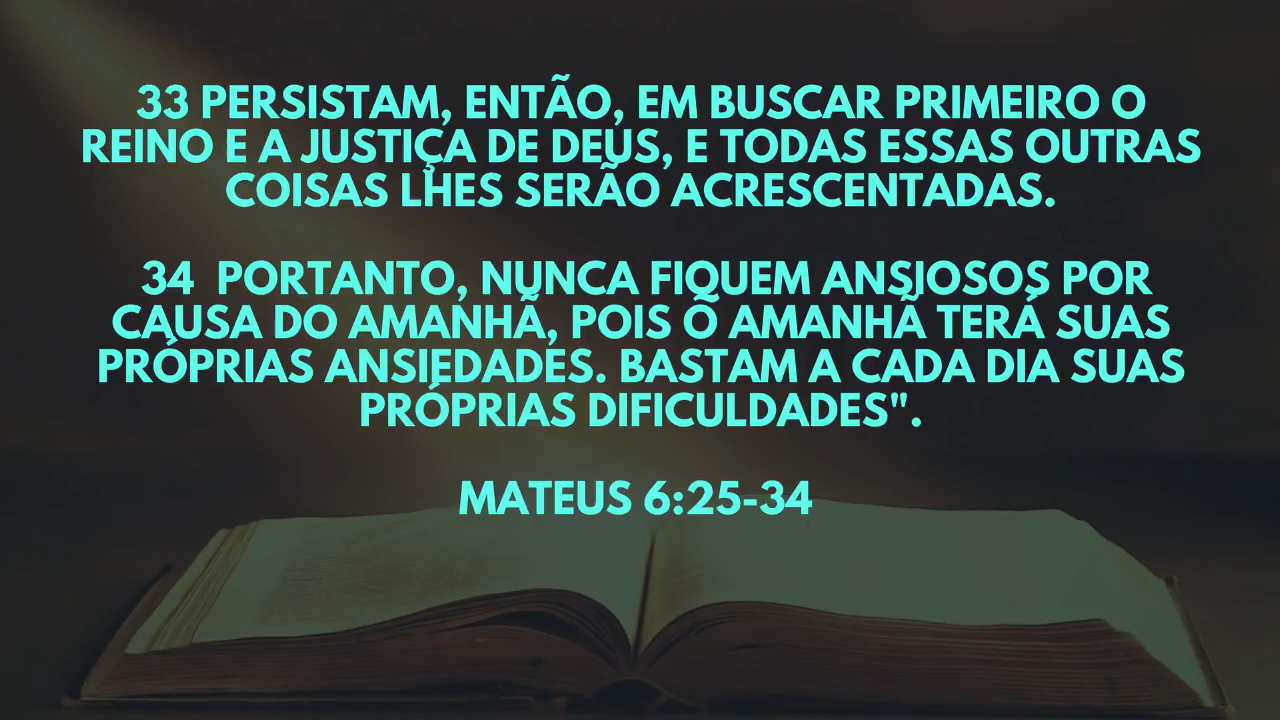 33 PERSISTAM, ENTÃO, EM BUSCAR PRIMEIRO O
REINO E A JUSTIÇA DE DEUS, E TODAS ESSAS OUTRAS
COISAS LHES SERÃO ACRESCENTADAS.
34 PORTANTO, NUNCA FIQUEM ANSIOSOS POR
CAUSA DO AMANHÃ, POIS O AMANHÃ TERÁ SUAS
PRÓPRIAS ANSIEDADES. BASTAM A CADA DIA SUAS
PRÓPRIAS DIFICULDADES".
MATEUS 6:25-34